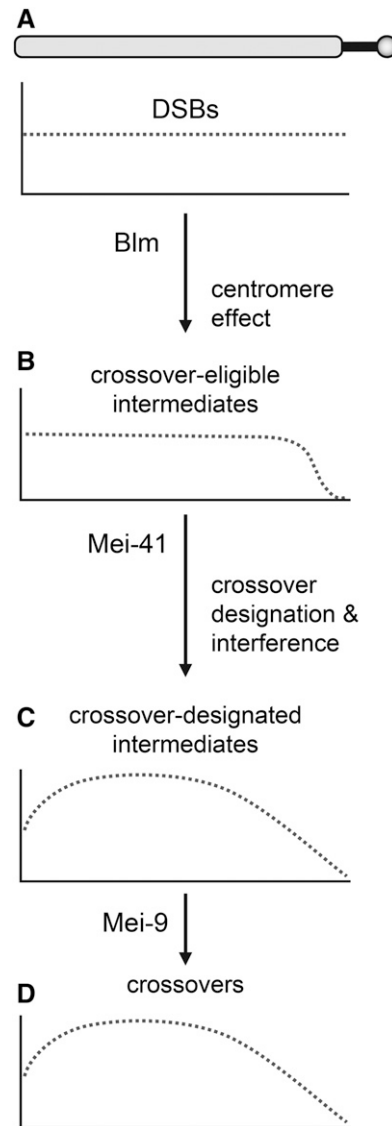 A
DSBs
Blm
centromere
effect
B
crossover-eligible
intermediates
Mei-41
crossover
designation &
interference
C
crossover-designated
intermediates
Mei-9
D
crossovers